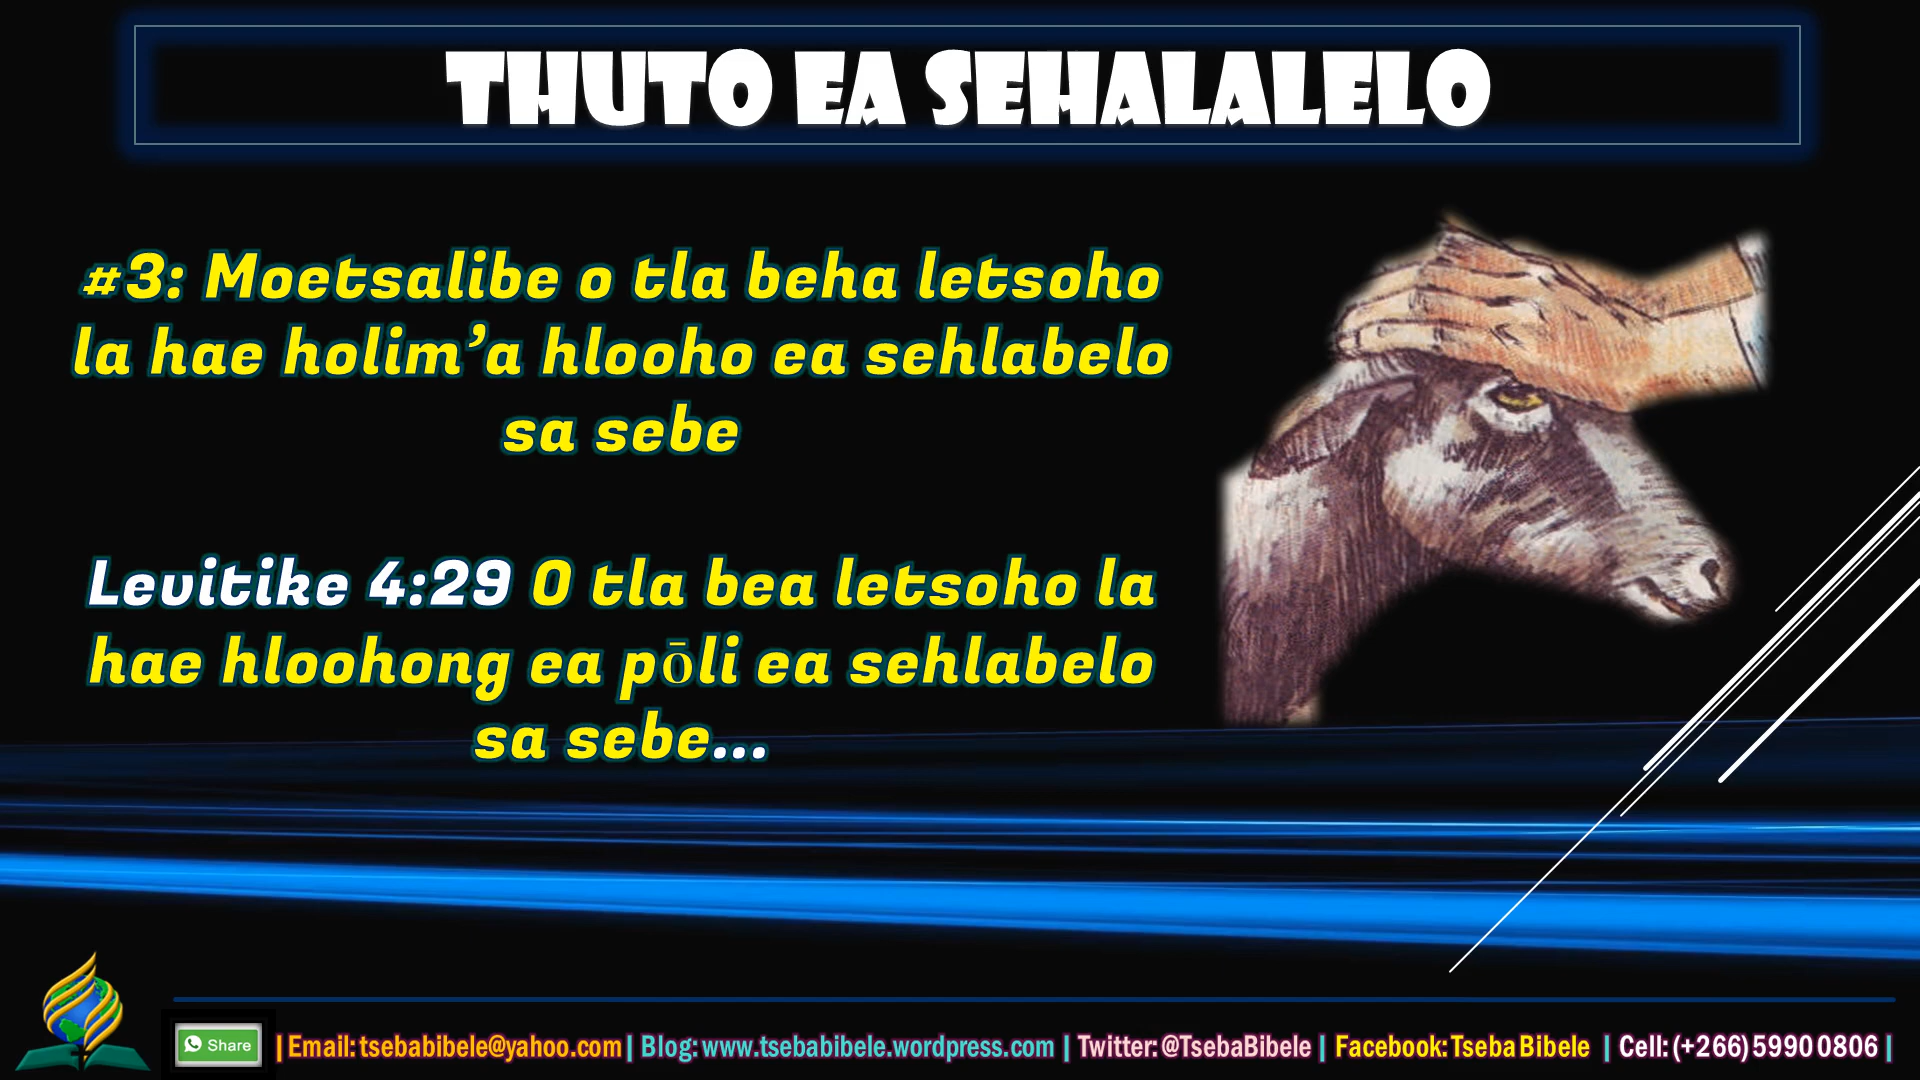 THUTO EA SEHALALELO
#3: Moetsalibe o tla beha letsoho
la hae holim’a hlooho ea sehlabelo
sa sebe
Levitike 4:29 O tla bea letsoho la
hae hloohong ea pōli ea sehlabelo
sa sebe...
Share | Email: tsebabibele@yahoo.com | Blog: www.tsebabibele.wordpress.com | Twitter: @TsebaBibele | Facebook: Tseba Bibele | Cell: (+266) 5990 0806 |